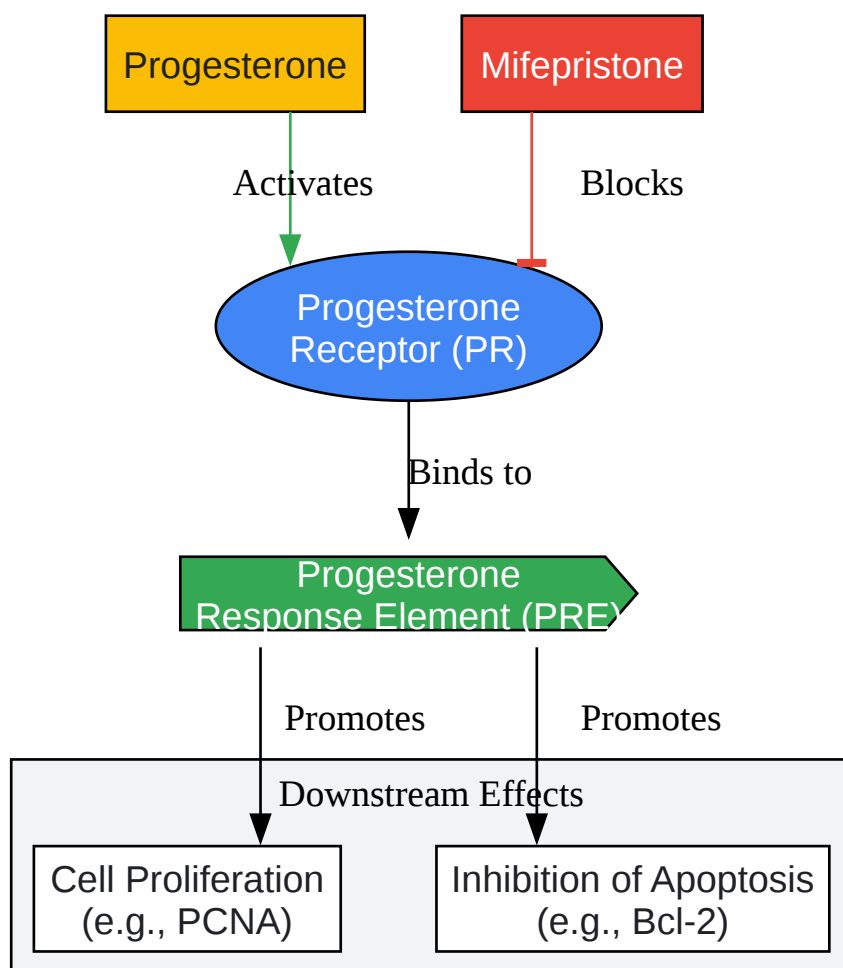 Progesterone
Mifepristone
Activates
Blocks
Progesterone
Receptor (PR)
Binds to
Progesterone
Response Element (PRE)
Promotes
Promotes
Downstream Effects
Cell Proliferation
(e.g., PCNA)
Inhibition of Apoptosis
(e.g., Bcl-2)